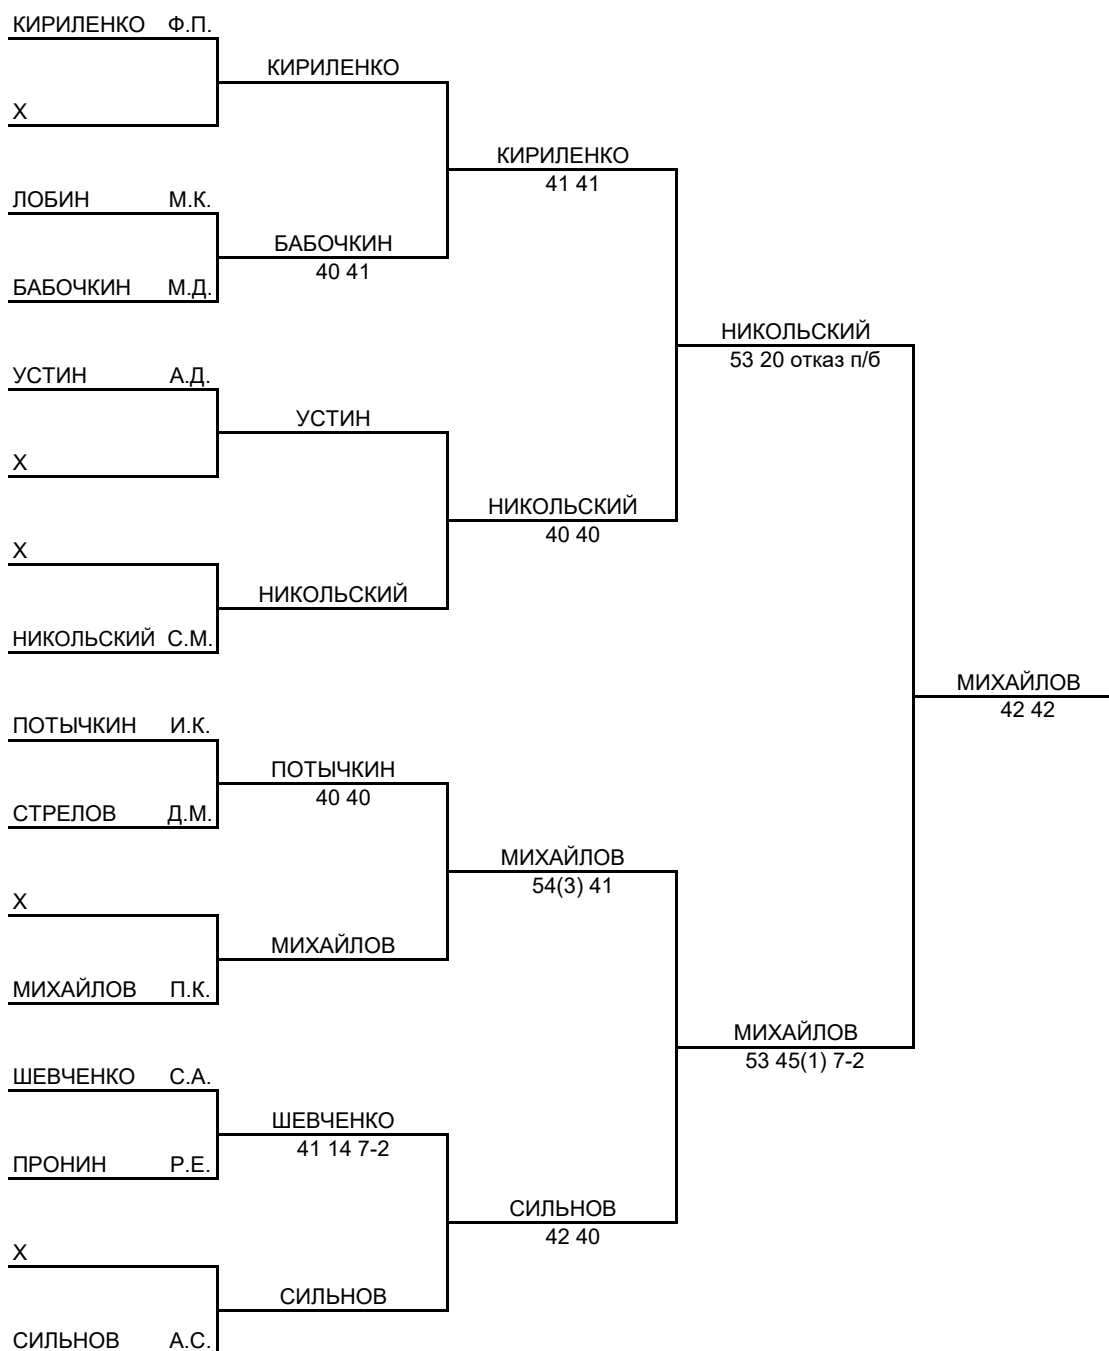 КИРИЛЕНКО Ф.П.
КИРИЛЕНКО
Х
КИРИЛЕНКО
41 41
ЛОБИН М.К.
БАБОЧКИН
40 41
БАБОЧКИН М.Д.
НИКОЛЬСКИЙ
53 20 отказ п/б
УСТИН А.Д.
УСТИН
Х
НИКОЛЬСКИЙ
40 40
Х
НИКОЛЬСКИЙ
НИКОЛЬСКИЙ С.М.
МИХАЙЛОВ
42 42
ПОТЫЧКИН И.К.
ПОТЫЧКИН
40 40
СТРЕЛОВ Д.М.
МИХАЙЛОВ
54(3) 41
Х
МИХАЙЛОВ
МИХАЙЛОВ П.К.
МИХАЙЛОВ
53 45(1) 7-2
ШЕВЧЕНКО С.А.
ШЕВЧЕНКО
41 14 7-2
ПРОНИН Р.Е.
СИЛЬНОВ
42 40
Х
СИЛЬНОВ
СИЛЬНОВ А.С.